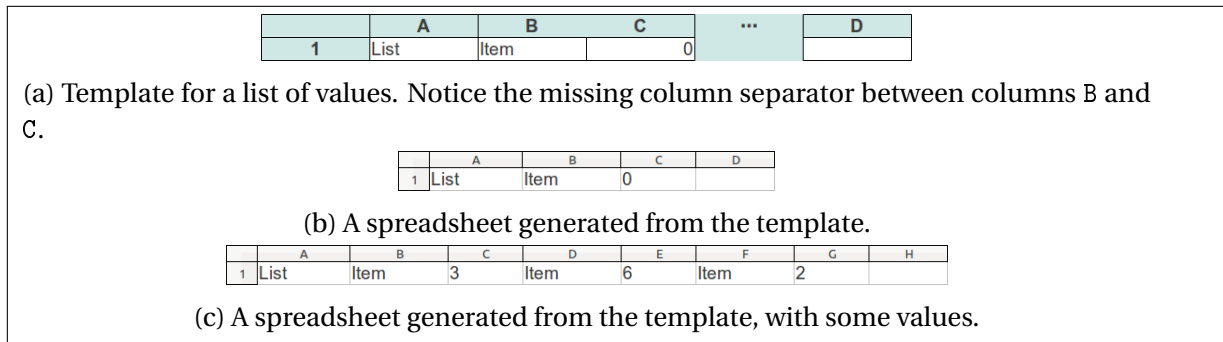 A B C ... D
1 List Item 0
(a) Template for a list of values. Notice the missing column separator between columns B and
C.
A B C D
1 List Item 0
(b) A spreadsheet generated from the template.
A B C D E F G H
1 List Item 3 Item 6 Item 2
(c) A spreadsheet generated from the template, with some values.